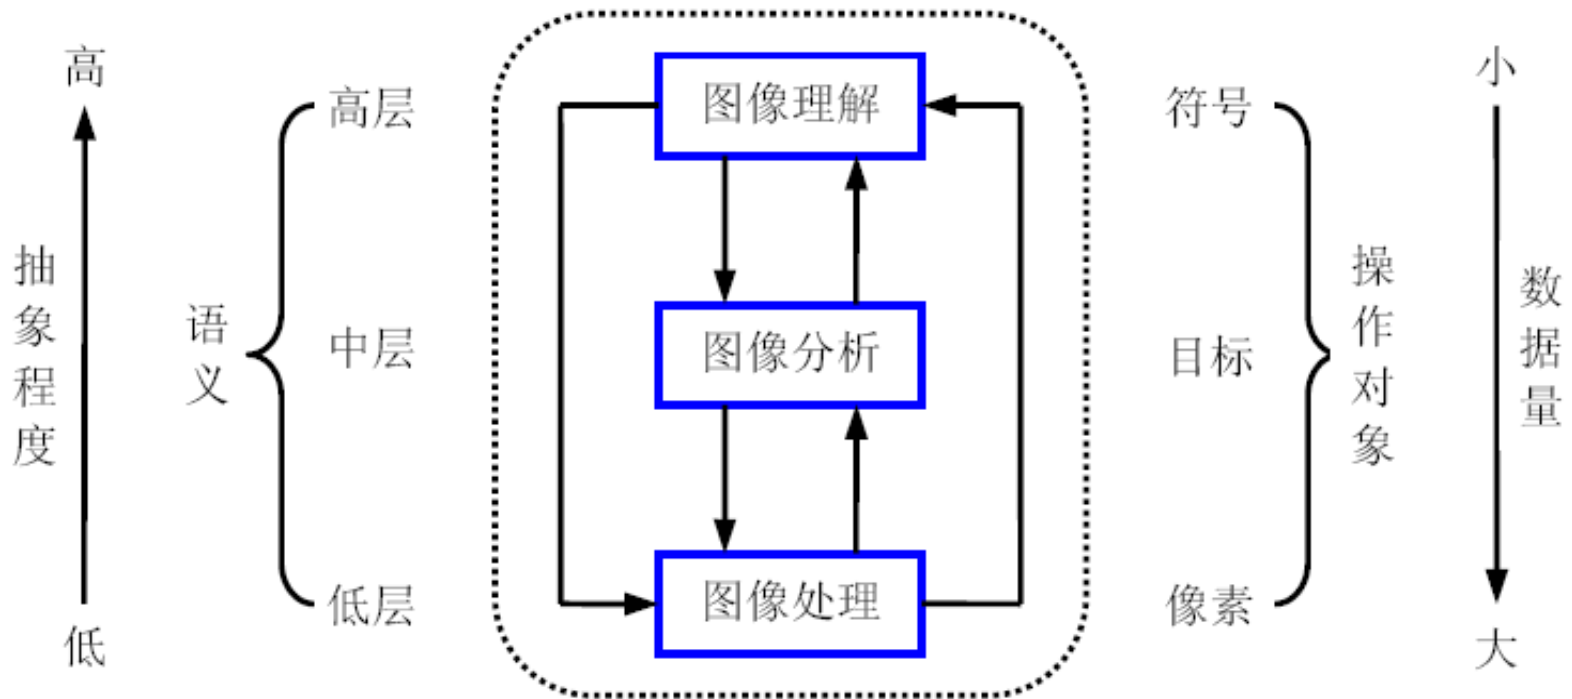 高
小
高层
图像理解
符号
抽象程度
语义
中层
图像分析
目标
操作对象
数据量
低层
图像处理
像素
低
大